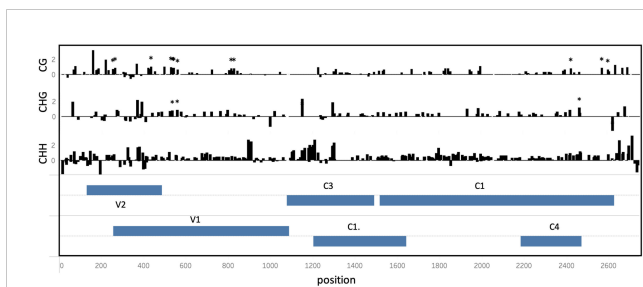 CG 2 0 * * * * * * * * * *
CHG 2 0 * * *
CHH 2 0
V2 C3 C1
V1 C1. C4
0 200 400 600 800 1000 1200 1400 1600 1800 2000 2200 2400 2600
position